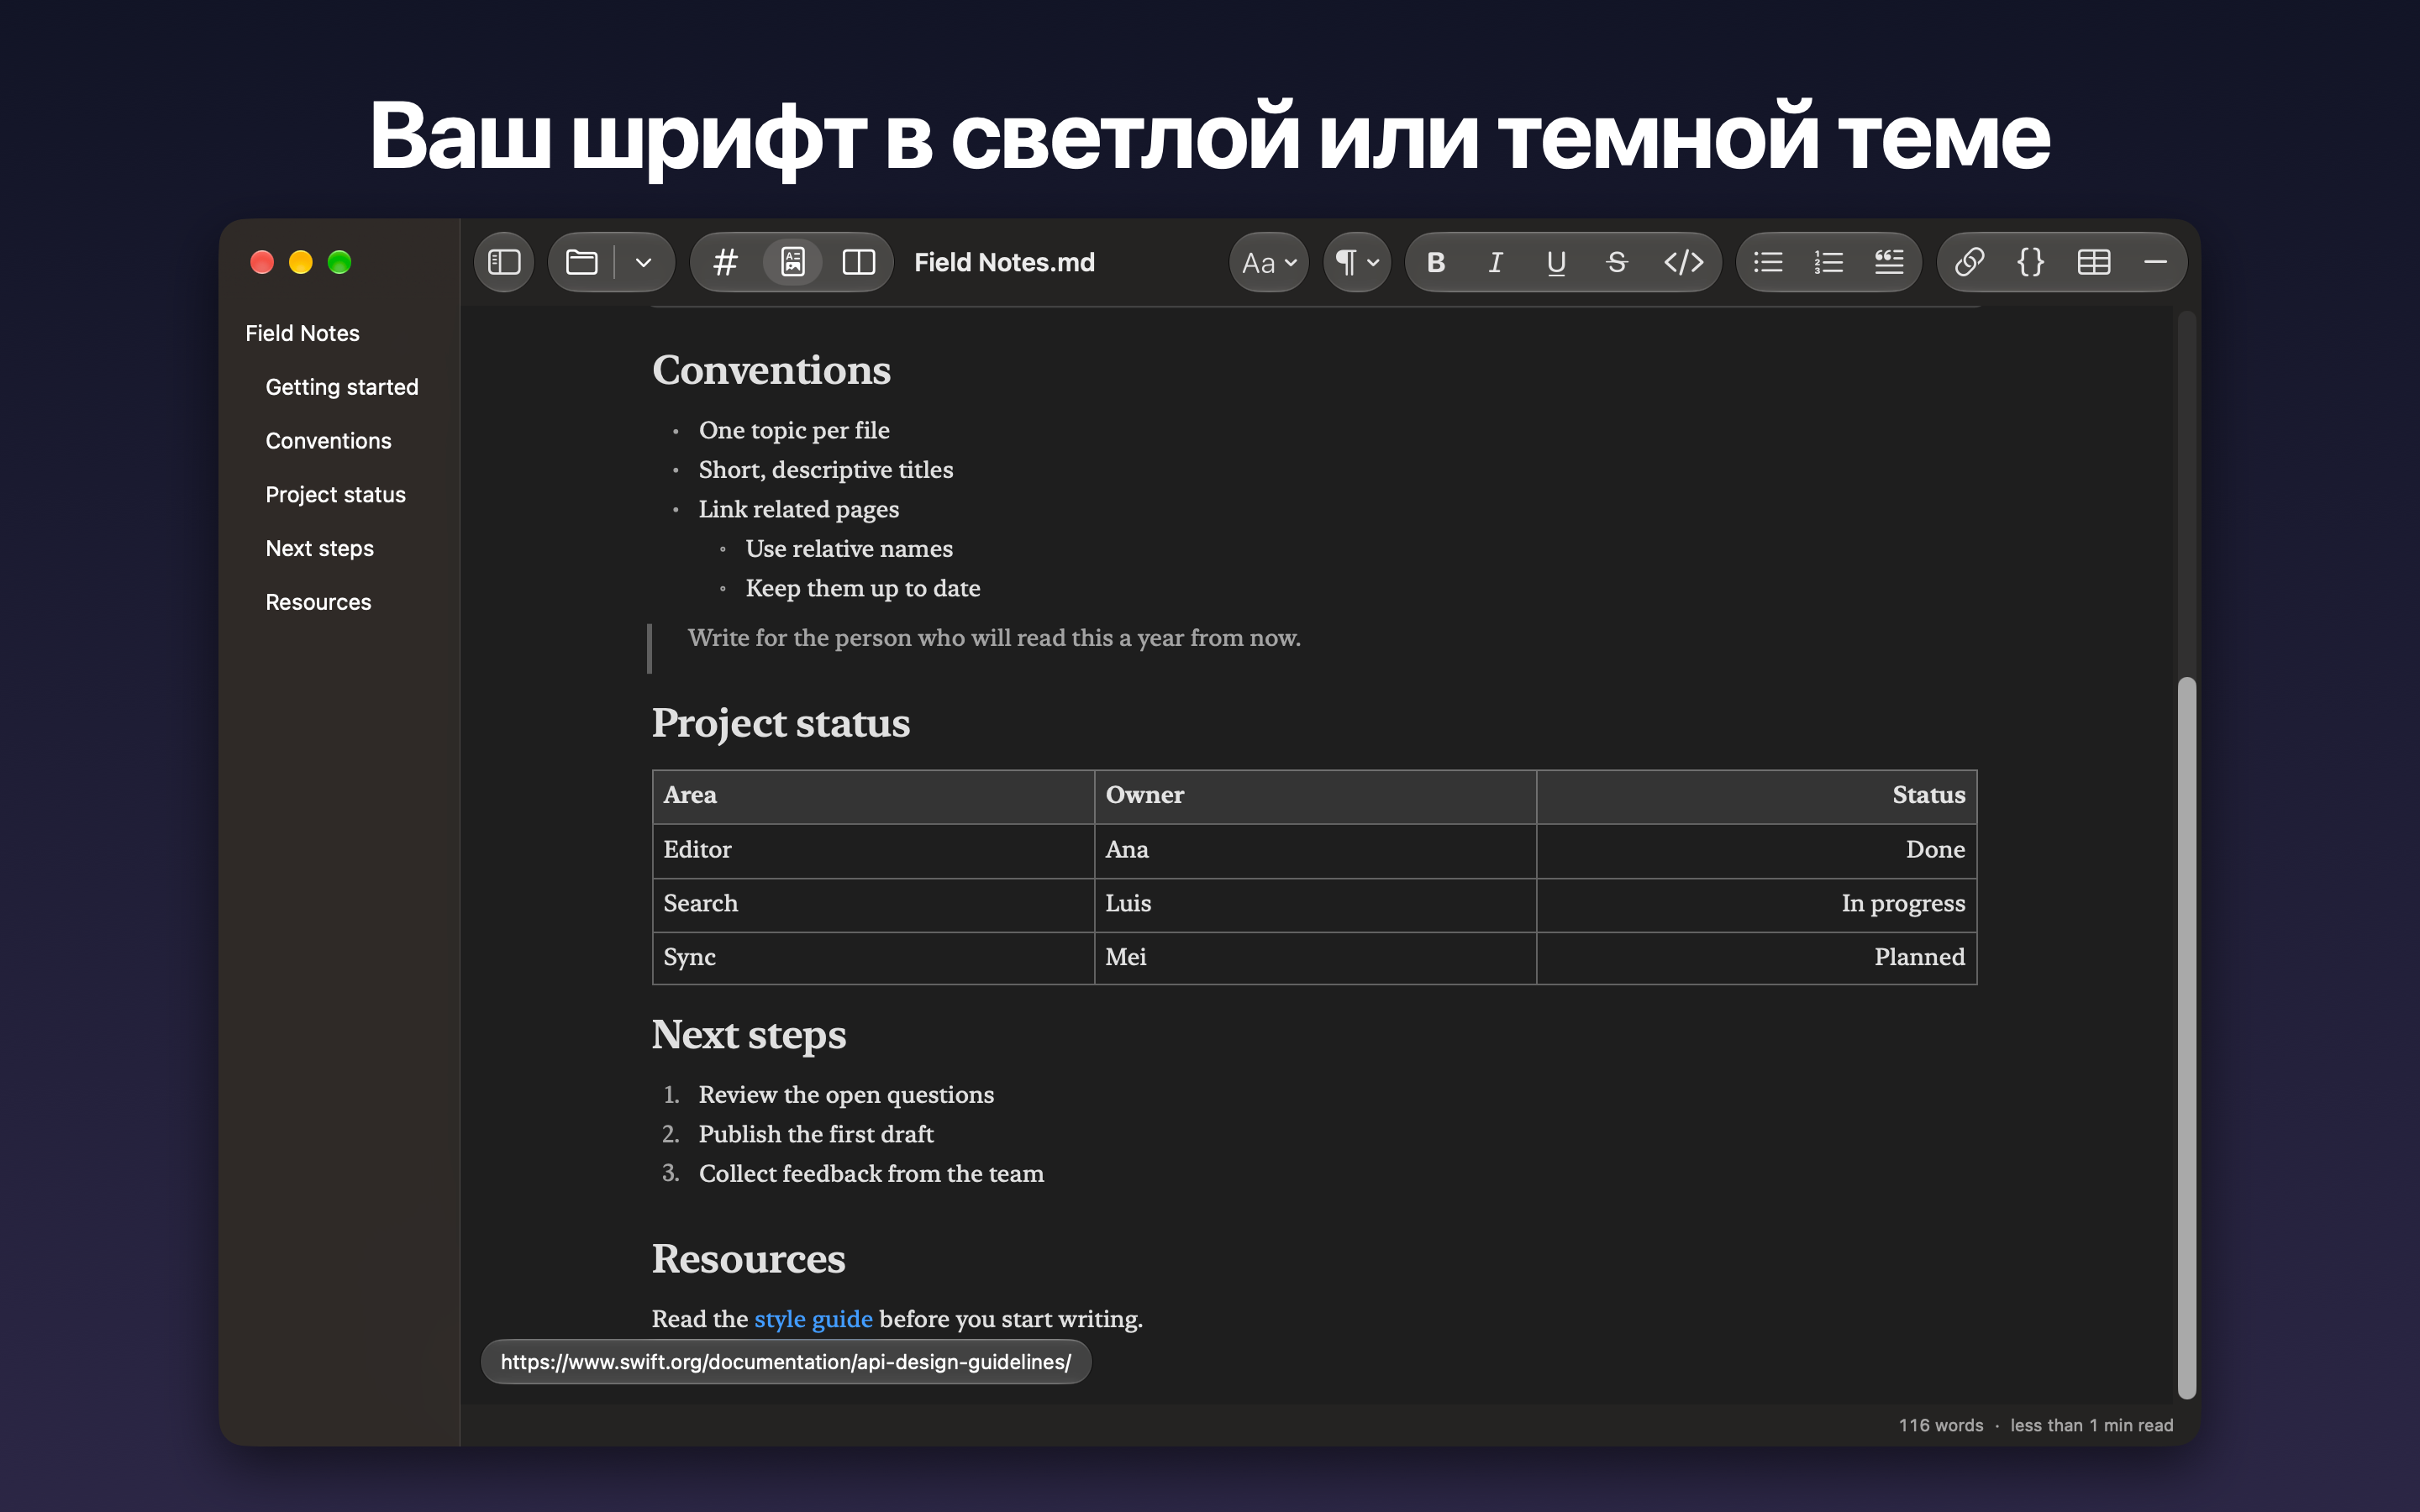 Ваш шрифт в светлой или темной теме
Field Notes.md
Aa
B I U S </>
Field Notes
Getting started
Conventions
Project status
Next steps
Resources
Conventions
• One topic per file
• Short, descriptive titles
• Link related pages
◦ Use relative names
◦ Keep them up to date
Write for the person who will read this a year from now.
Project status
Area Owner Status
Editor Ana Done
Search Luis In progress
Sync Mei Planned
Next steps
1. Review the open questions
2. Publish the first draft
3. Collect feedback from the team
Resources
Read the style guide before you start writing.
https://www.swift.org/documentation/api-design-guidelines/
116 words · less than 1 min read